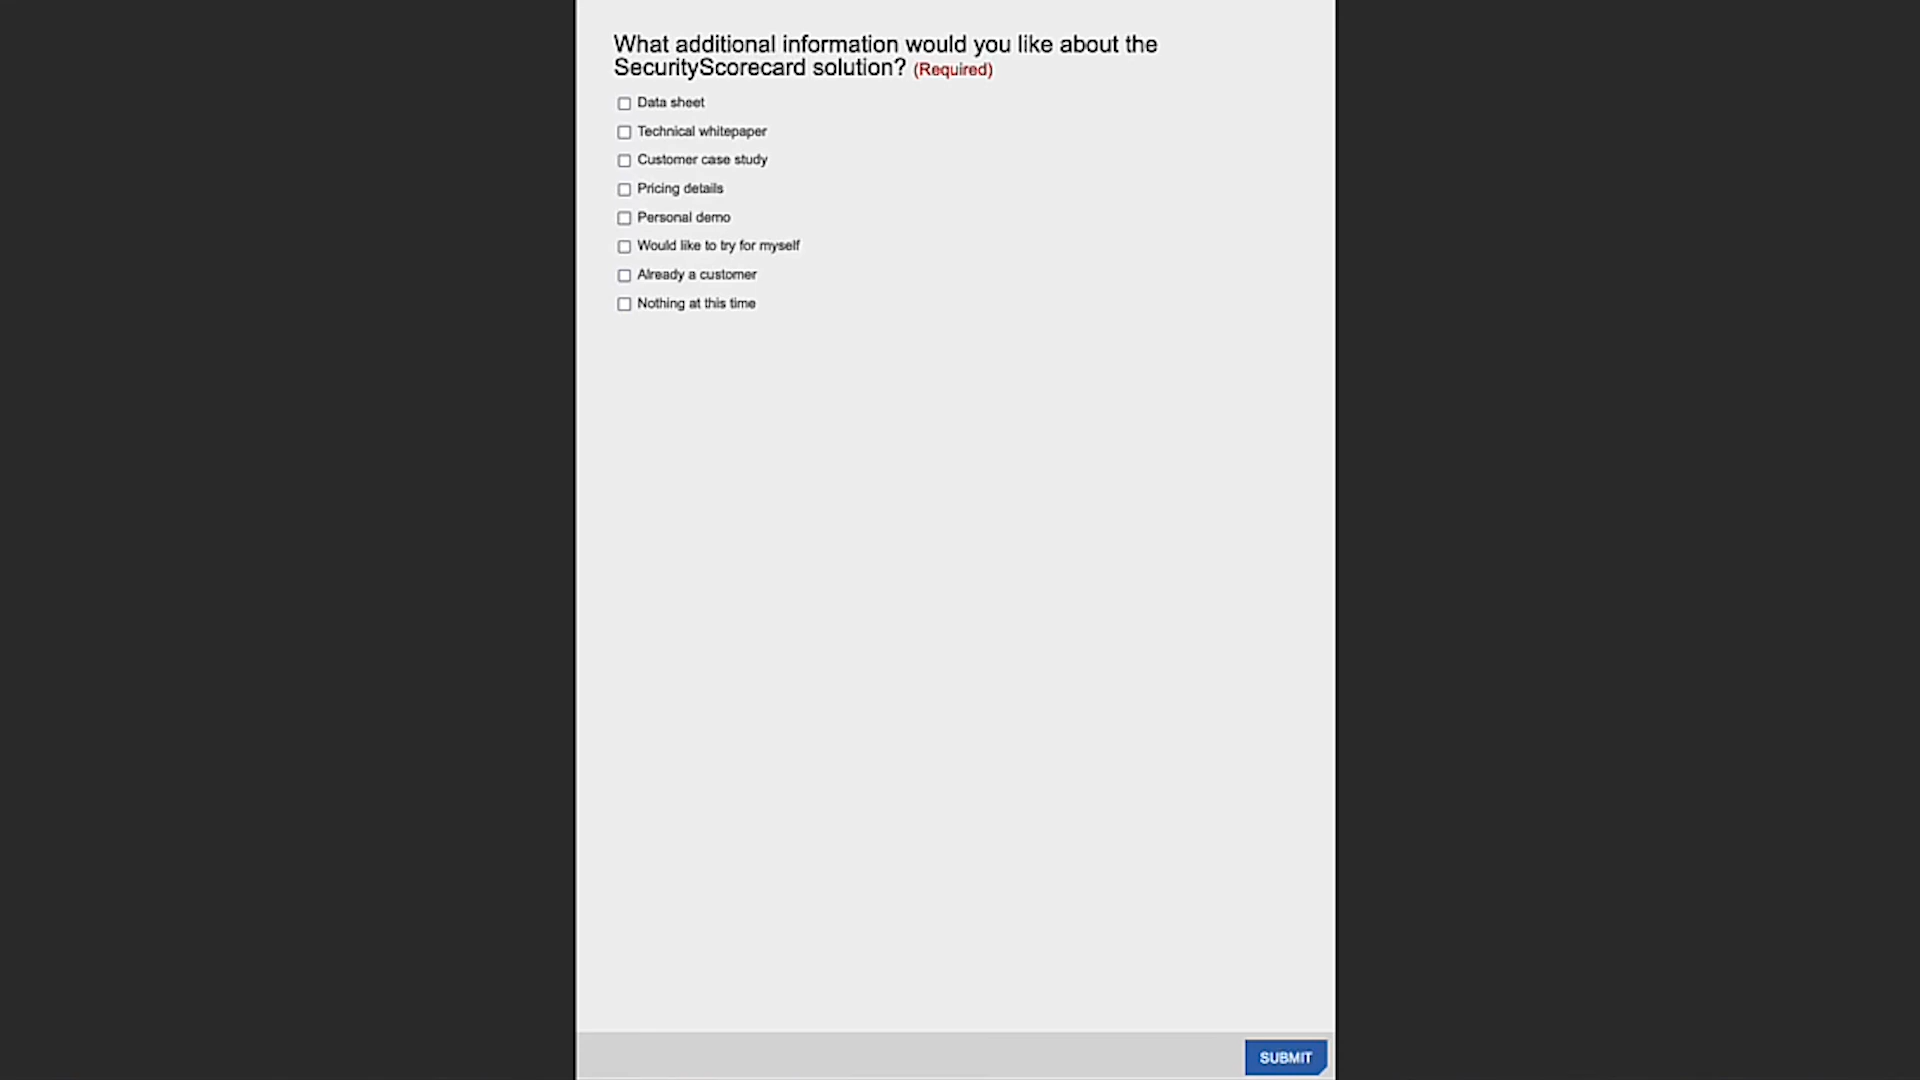 What additional information would you like about the
SecurityScorecard solution? (Required)
Data sheet
Technical whitepaper
Customer case study
Pricing details
Personal demo
Would like to try for myself
Already a customer
Nothing at this time
SUBMIT